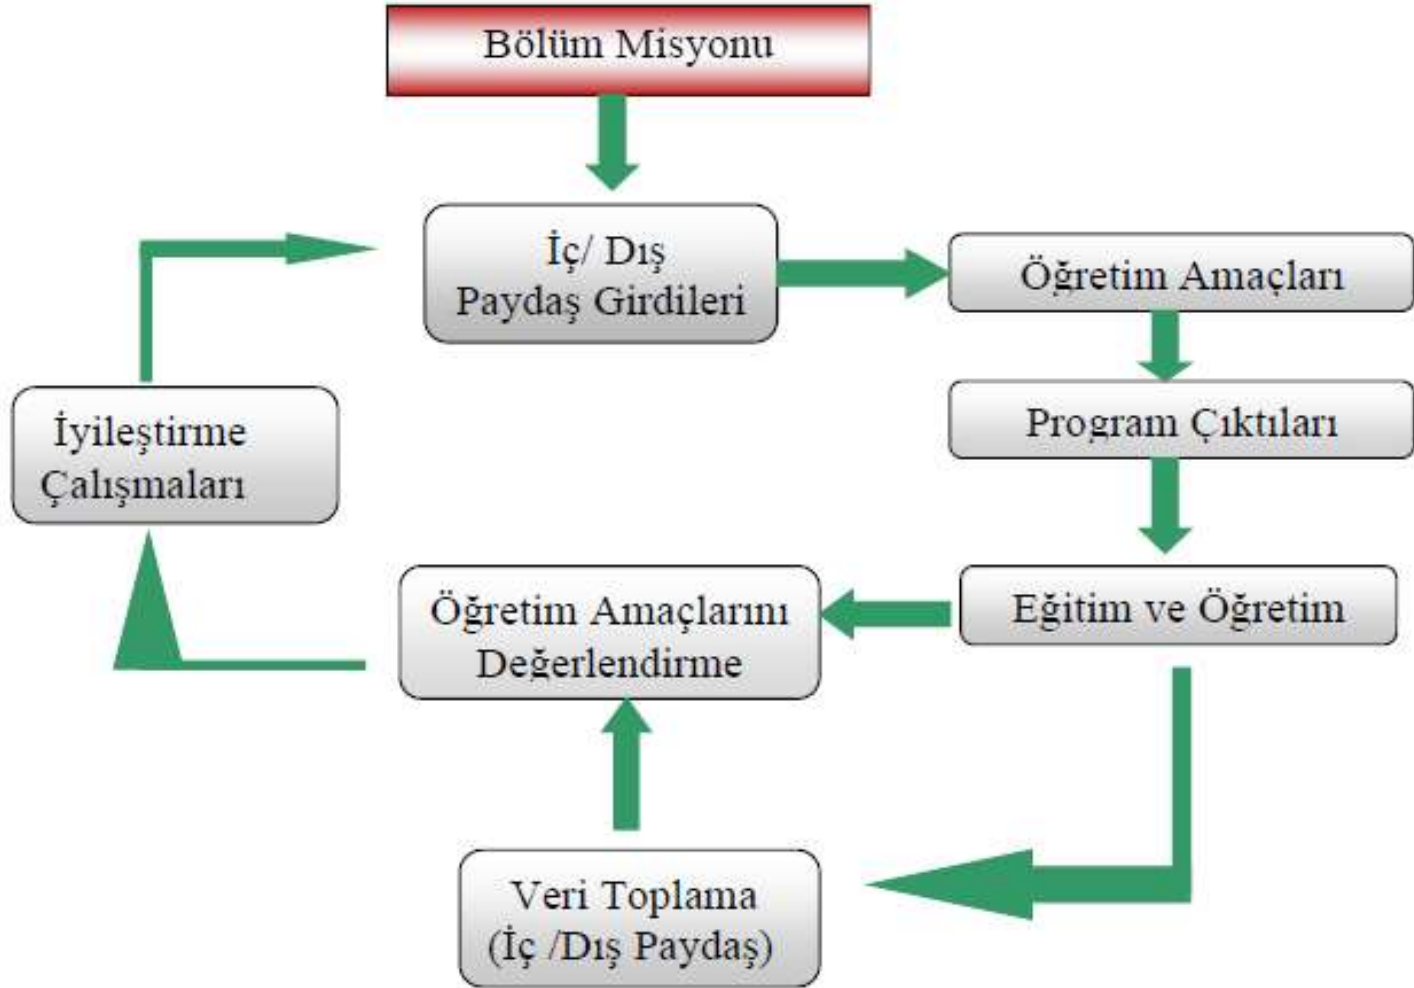 Bölüm Misyonu
İç/ Dış
Paydaş Girdileri
Öğretim Amaçları
Program Çıktıları
İyileştirme
Çalışmaları
Öğretim Amaçlarını
Değerlendirme
Eğitim ve Öğretim
Veri Toplama
(İç /Dış Paydaş)